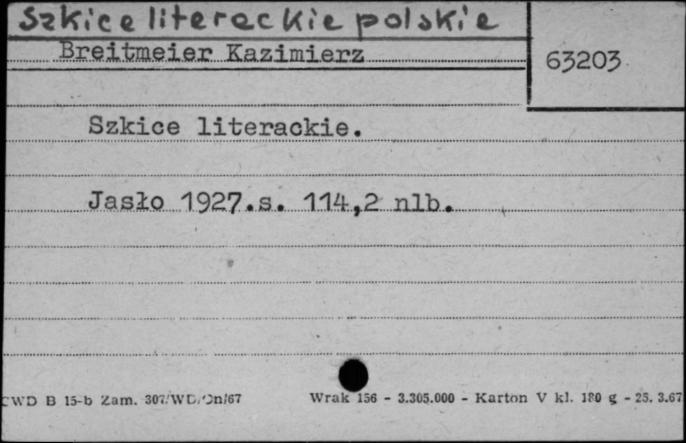 Szkice literackie polskie
Breitmeier Kazimierz
63203
Szkice literackie.
Jasło 1927.s. 114,2 nlb.
CWD B 15-b Zam. 307/WD/On/67 Wrak 156 - 3.305.000 - Karton V kl. 180 g - 25. 3.67